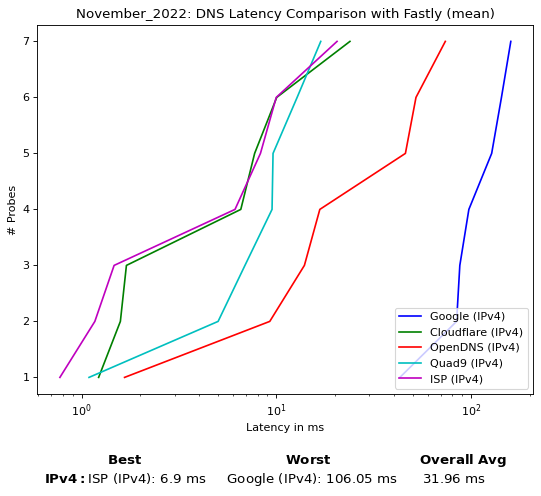 November_2022: DNS Latency Comparison with Fastly (mean)
# Probes
7
6
5
4
3
2
1
Google (IPv4)
Cloudflare (IPv4)
OpenDNS (IPv4)
Quad9 (IPv4)
ISP (IPv4)
10⁰ 10¹ 10²
Latency in ms
Best Worst Overall Avg
IPv4: ISP (IPv4): 6.9 ms Google (IPv4): 106.05 ms 31.96 ms